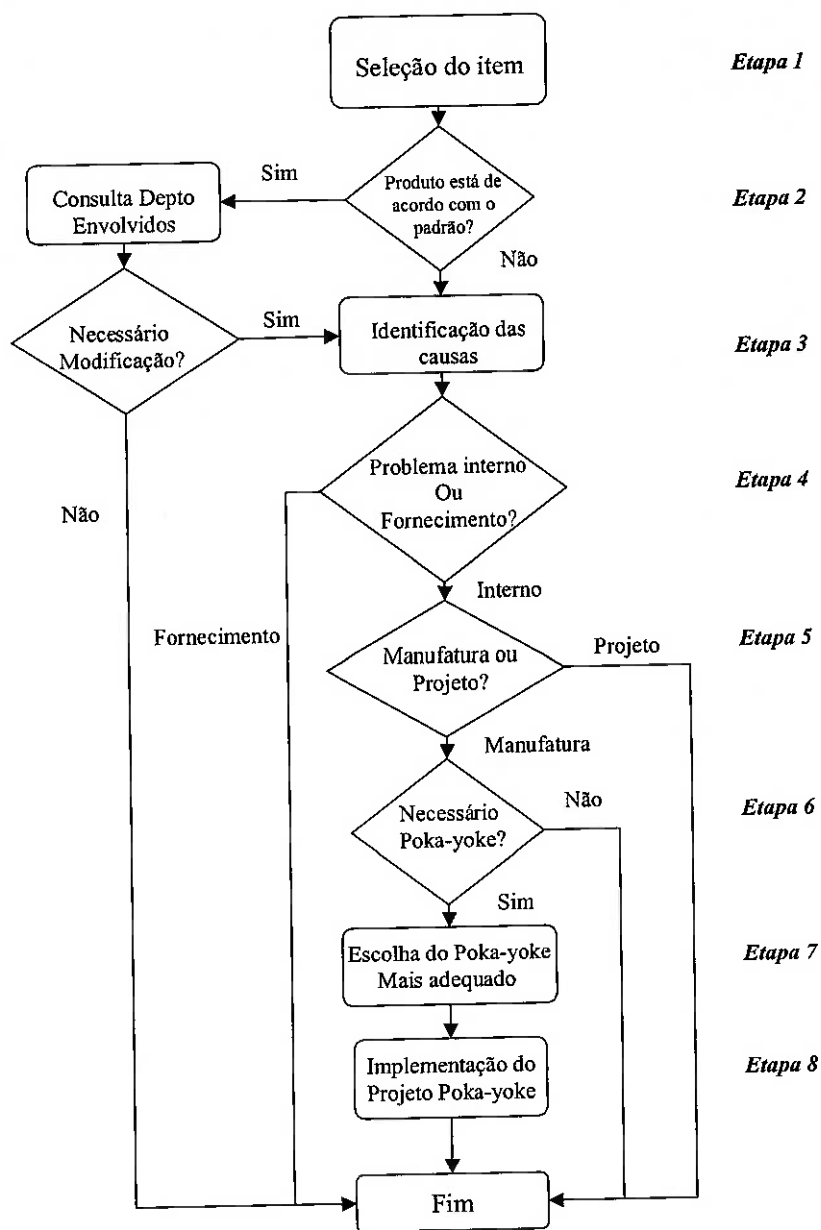 Seleção do item
Etapa 1
Sim
Produto está de
acordo com o
padrão?
Consulta Depto
Envolvidos
Etapa 2
Não
Necessário
Modificação?
Sim
Identificação das
causas
Etapa 3
Problema interno
Ou
Fornecimento?
Etapa 4
Não
Interno
Fornecimento
Manufatura ou
Projeto?
Projeto
Etapa 5
Manufatura
Necessário
Poka-yoke?
Não
Etapa 6
Sim
Escolha do Poka-yoke
Mais adequado
Etapa 7
Implementação do
Projeto Poka-yoke
Etapa 8
Fim